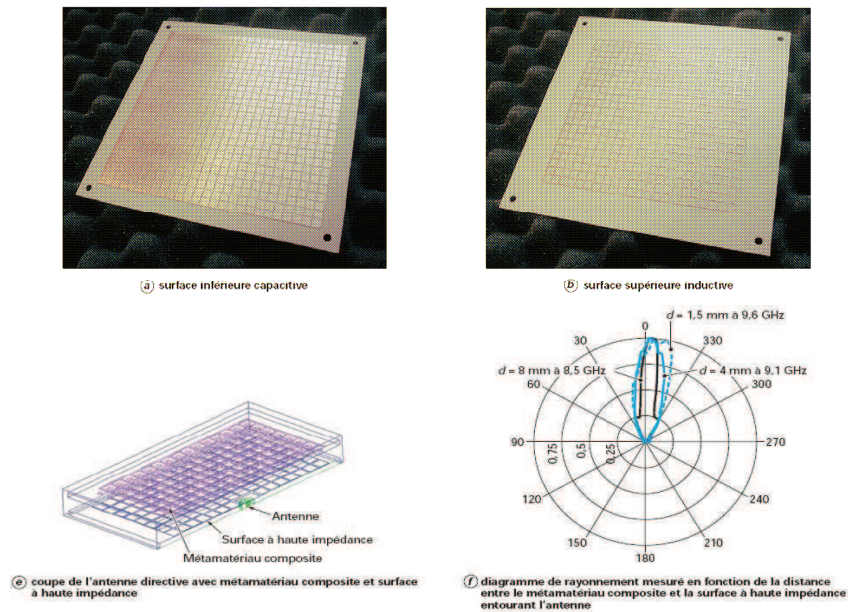 a surface inférieure capacitive
b surface supérieure inductive
d = 1,5 mm à 9,6 GHz
0
30
330
d = 8 mm à 8,5 GHz
d = 4 mm à 9,1 GHz
60
300
90
0,75
0,5
0,25
270
120
240
150
210
180
Antenne
Surface à haute impédance
Métamatériau composite
e coupe de l'antenne directive avec métamatériau composite et surface
à haute impédance
f diagramme de rayonnement mesuré en fonction de la distance
entre le métamatériau composite et la surface à haute impédance
entourant l'antenne